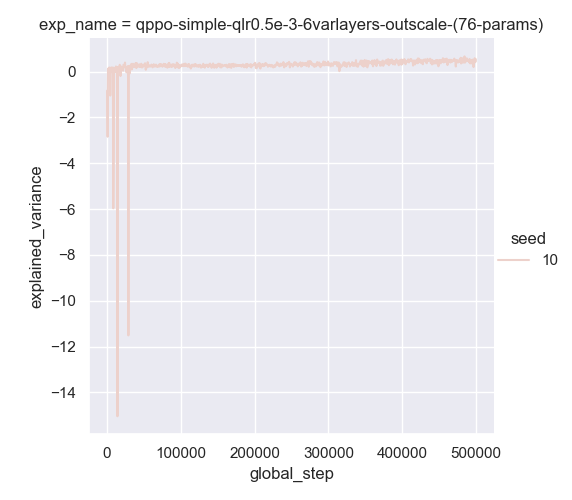 exp_name = qppo-simple-qlr0.5e-3-6varlayers-outscale-(76-params)
0
−2
−4
−6
−8
−10
−12
−14
explained_variance
0 100000 200000 300000 400000 500000
global_step
seed
10